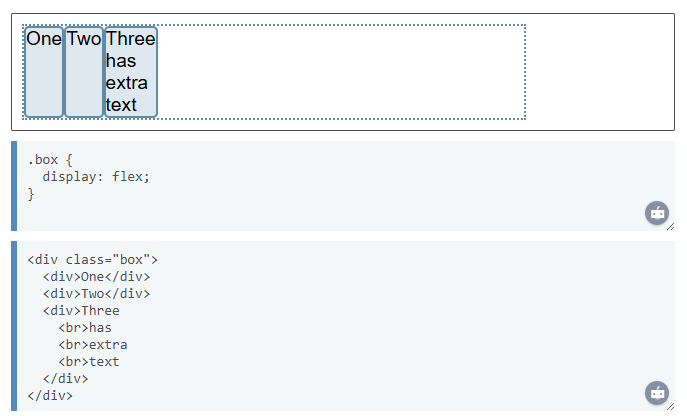 One Two Three
has
extra
text
.box {
  display: flex;
}
<div class="box">
  <div>One</div>
  <div>Two</div>
  <div>Three
    <br>has
    <br>extra
    <br>text
  </div>
</div>